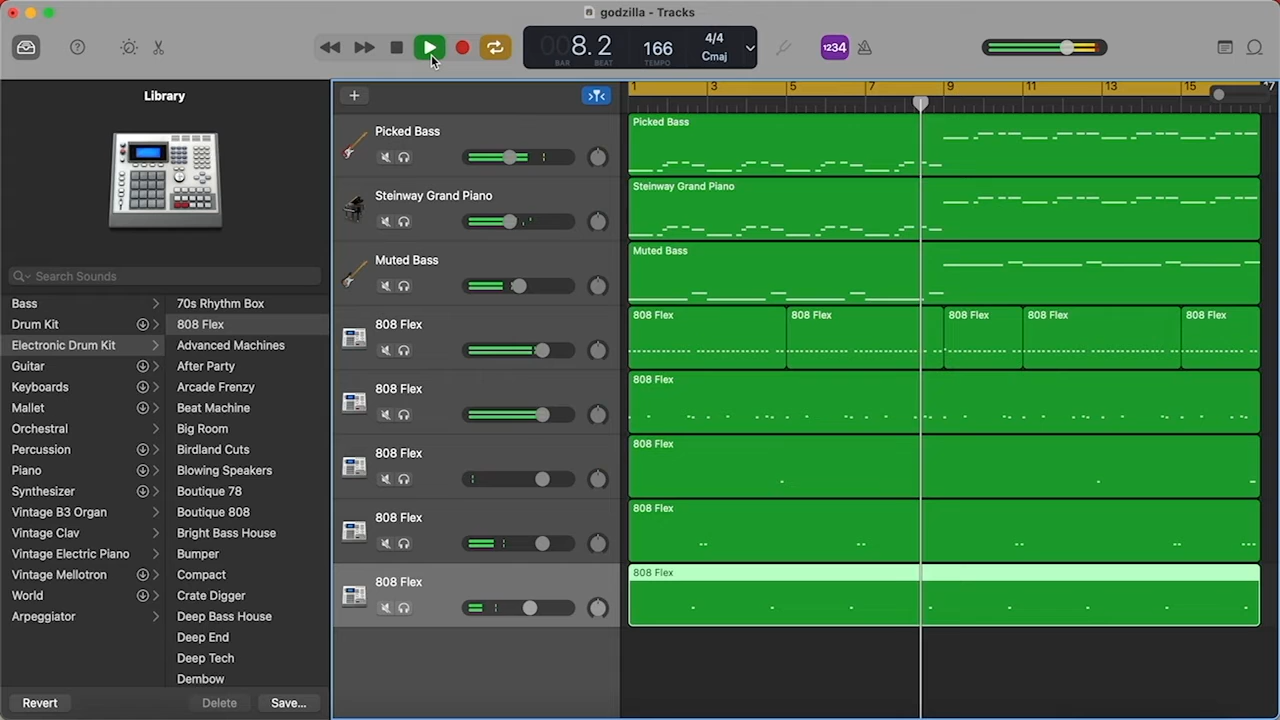 godzilla - Tracks
008. 2
BAR BEAT
166
TEMPO
4/4
Cmaj
1234
Library
Search Sounds
Bass
Drum Kit
Electronic Drum Kit
Guitar
Keyboards
Mallet
Orchestral
Percussion
Piano
Synthesizer
Vintage B3 Organ
Vintage Clav
Vintage Electric Piano
Vintage Mellotron
World
Arpeggiator
70s Rhythm Box
808 Flex
Advanced Machines
After Party
Arcade Frenzy
Beat Machine
Big Room
Birdland Cuts
Blowing Speakers
Boutique 78
Boutique 808
Bright Bass House
Bumper
Compact
Crate Digger
Deep Bass House
Deep End
Deep Tech
Dembow
Revert
Delete
Save...
1 3 5 7 9 11 13 15 17
Picked Bass
Picked Bass
Steinway Grand Piano
Steinway Grand Piano
Muted Bass
Muted Bass
808 Flex
808 Flex 808 Flex 808 Flex 808 Flex 808 Flex
808 Flex
808 Flex
808 Flex
808 Flex
808 Flex
808 Flex
808 Flex
808 Flex